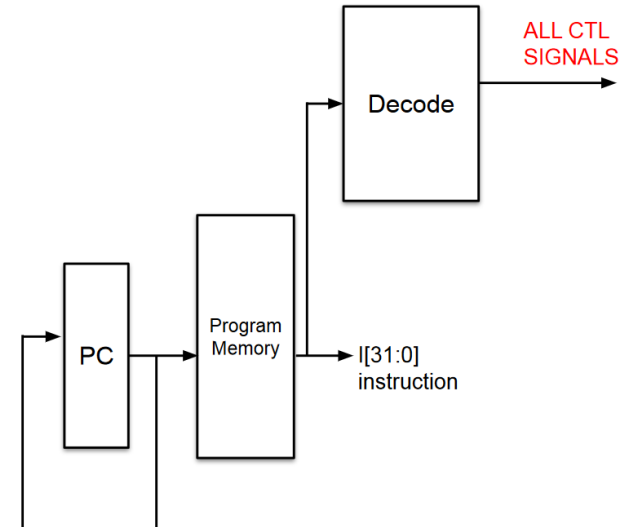 ALL CTL
SIGNALS
Decode
Program
Memory
PC
I[31:0]
instruction